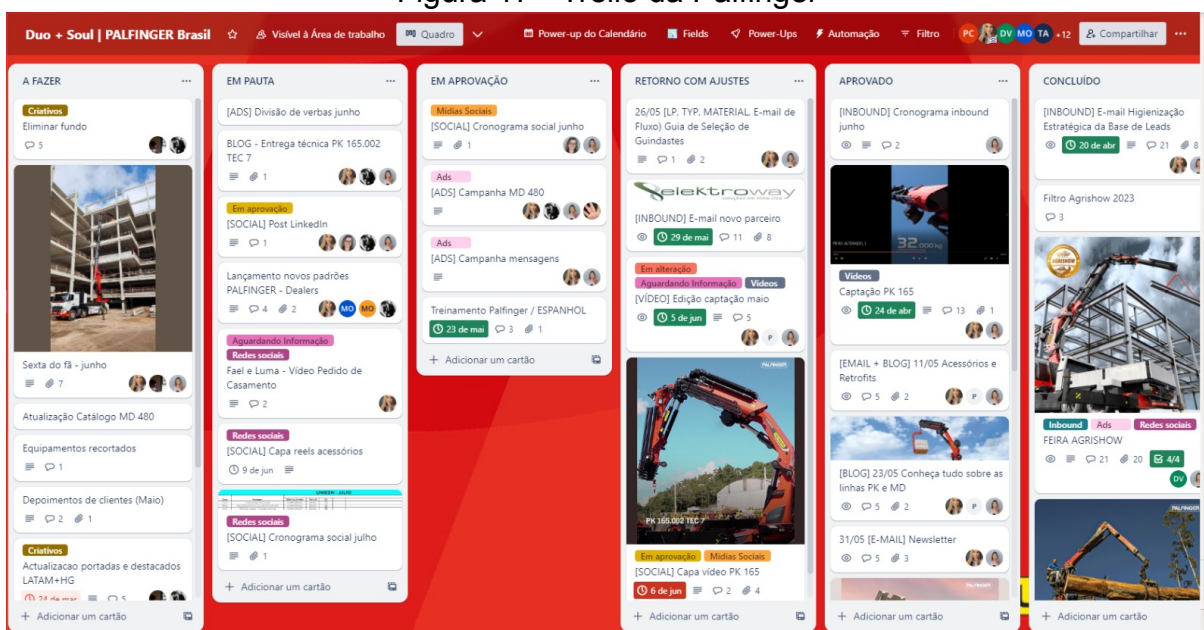 Duo + Soul | PALFINGER Brasil
Visível à Área de trabalho
Quadro
Power-up do Calendário
Fields
Power-Ups
Automação
Filtro
PC
DV
MO
TA
+12
Compartilhar
A FAZER
Criativos
Eliminar fundo
5
Sexta do fã - junho
7
Atualização Catálogo MD 480
Equipamentos recortados
1
Depoimentos de clientes (Maio)
2
1
Criativos
Actualizacao portadas e destacados
LATAM+HG
24 de mar
5
+ Adicionar um cartão
EM PAUTA
[ADS] Divisão de verbas junho
BLOG - Entrega técnica PK 165.002
TEC 7
1
Em aprovação
[SOCIAL] Post LinkedIn
1
Lançamento novos padrões
PALFINGER - Dealers
4
2
MO
MO
Aguardando Informação
Redes sociais
Fael e Luma - Vídeo Pedido de
Casamento
2
Redes sociais
[SOCIAL] Capa reels acessórios
9 de jun
Redes sociais
[SOCIAL] Cronograma social julho
1
+ Adicionar um cartão
EM APROVAÇÃO
Mídias Sociais
[SOCIAL] Cronograma social junho
1
Ads
[ADS] Campanha MD 480
Ads
[ADS] Campanha mensagens
Treinamento Palfinger / ESPANHOL
23 de mai
3
1
+ Adicionar um cartão
RETORNO COM AJUSTES
26/05 [LP, TYP, MATERIAL, E-mail de
Fluxo) Guia de Seleção de
Guindastes
1
2
elektroway
[INBOUND] E-mail novo parceiro
29 de mai
11
8
Em alteração
Aguardando Informação
Vídeos
[VÍDEO] Edição captação maio
5 de jun
5
P
PALFINGER
PK 165.002 TEC 7
Em aprovação
Mídias Sociais
[SOCIAL] Capa vídeo PK 165
6 de jun
2
4
+ Adicionar um cartão
APROVADO
[INBOUND] Cronograma inbound
junho
2
32.000kg
Vídeos
Captação PK 165
24 de abr
13
1
[EMAIL + BLOG] 11/05 Acessórios e
Retrofits
5
2
P
[BLOG] 23/05 Conheça tudo sobre as
linhas PK e MD
5
2
P
31/05 [E-MAIL] Newsletter
5
3
+ Adicionar um cartão
CONCLUÍDO
[INBOUND] E-mail Higienização
Estratégica da Base de Leads
20 de abr
21
8
Filtro Agrishow 2023
3
AGRISHOW
Inbound
Ads
Redes sociais
FEIRA AGRISHOW
21
20
4/4
DV
PALFINGER
+ Adicionar um cartão